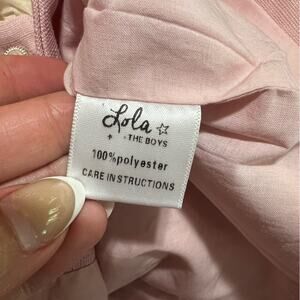 Lola
THE BOYS
100%polyester
CARE INSTRUCTIONS